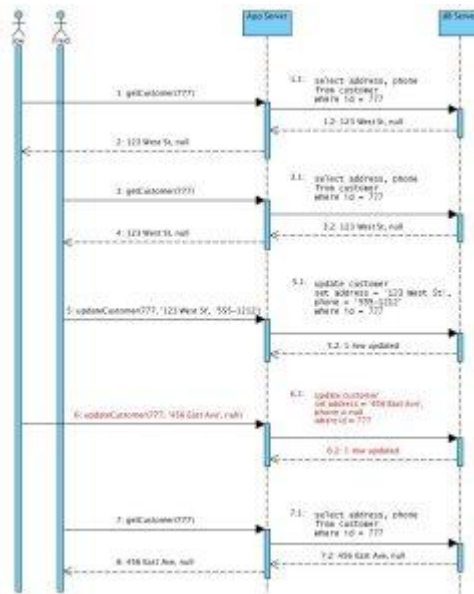 Fred
App Server
db Server
1: getCustomer(777)
1.1: select address, phone
from customer
where id = 777
1.2: 123 West St, null
2: 123 West St, null
3: getCustomer(777)
3.1: select address, phone
from customer
where id = 777
3.2: 123 West St, null
4: 123 West St, null
5.1: update customer
set address = '123 West St',
phone = '555-1212'
where id = 777
5: updateCustomer(777, '123 West St', '555-1212')
5.2: 1 row updated
6.1: update customer
set address = '456 East Ave',
phone = null
where id = 777
6: updateCustomer(777, '456 East Ave', null)
6.2: 1 row updated
7: getCustomer(777)
7.1: select address, phone
from customer
where id = 777
7.2: 456 East Ave, null
8: 456 East Ave, null